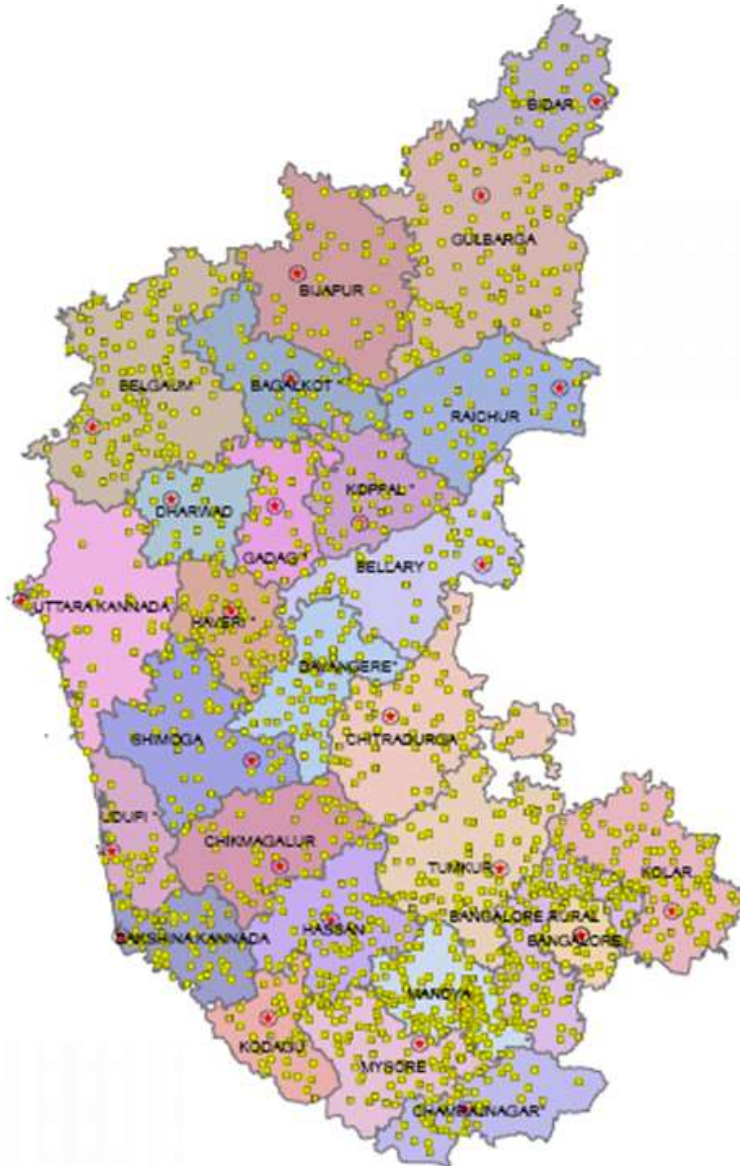 BIDAR
GULBARGA
BIJAPUR
BELGAUM
BAGALKOT *
RAICHUR
KOPPAL *
DHARWAD
GADAG *
BELLARY
UTTARA KANNADA
HAVERI *
DAVANGERE*
SHIMOGA
CHITRADURGA
UDUPI *
CHIKMAGALUR
TUMKUR
KOLAR
BANGALORE RURAL
HASSAN
DAKSHINA KANNADA
BANGALORE
MANDYA
KODAGU
MYSORE
CHAMRAJNAGAR*